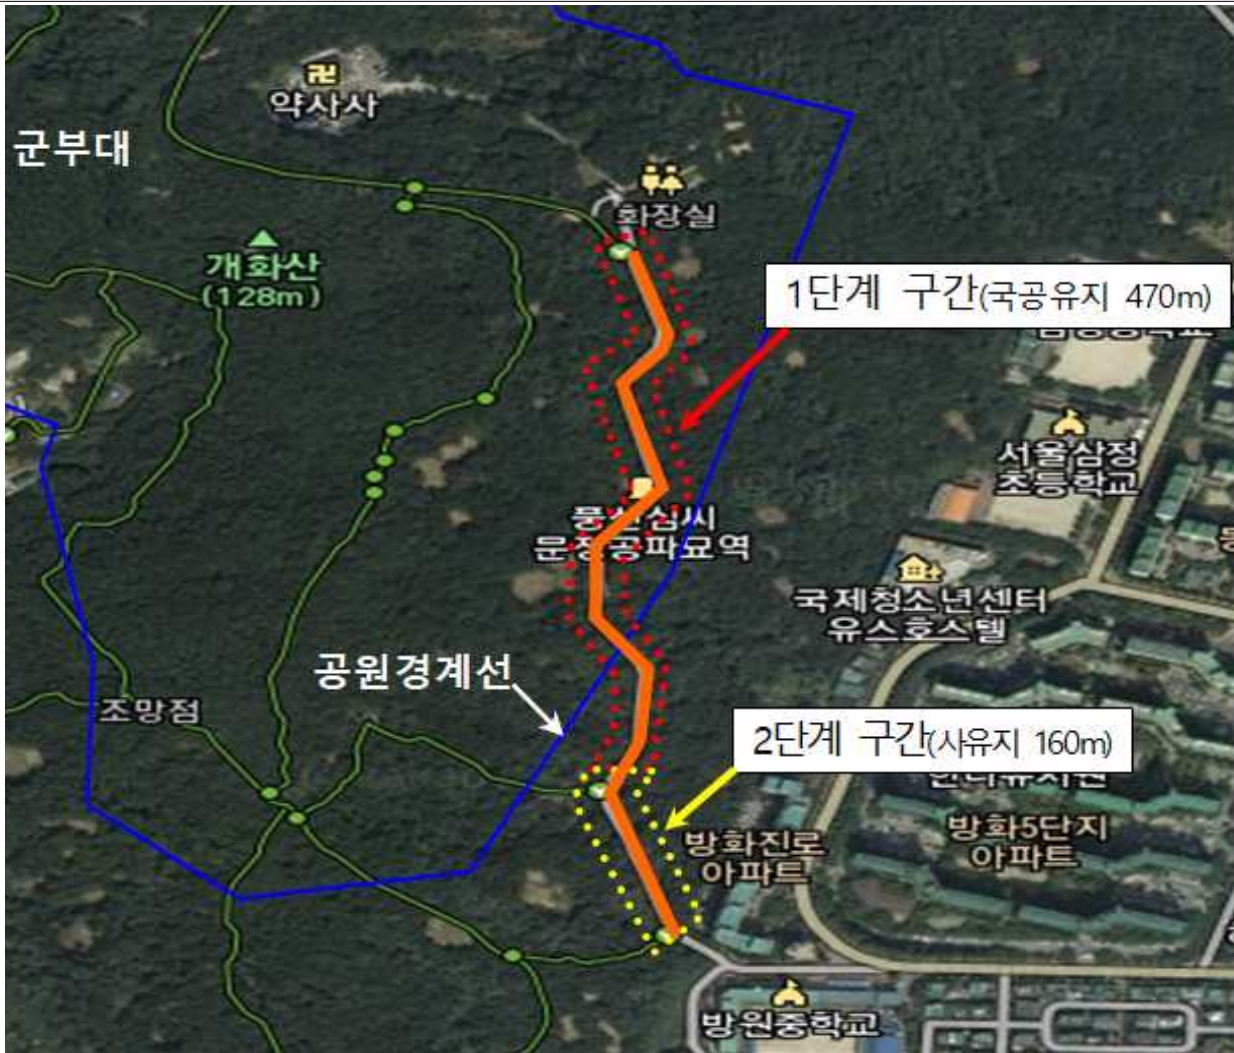 약사사
군부대
화장실
개화산
(128m)
1단계 구간(국공유지 470m)
서울삼정
초등학교
풍산심씨
문정공파묘역
국제청소년센터
유스호스텔
공원경계선
조망점
2단계 구간(사유지 160m)
방화5단지
아파트
방화진로
아파트
방원중학교